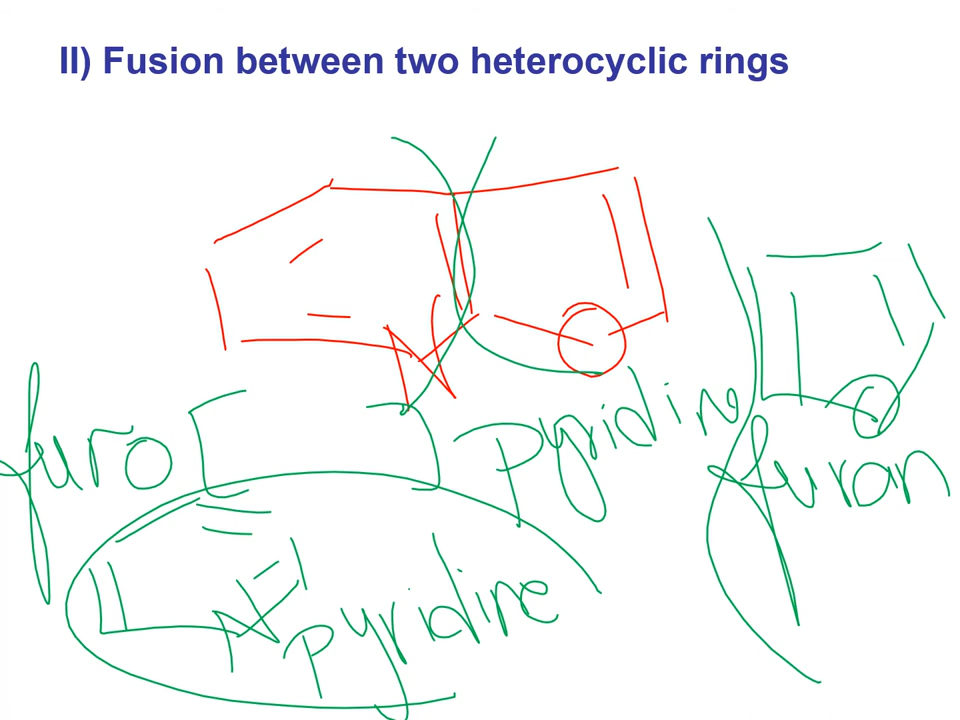 II) Fusion between two heterocyclic rings
N O
furo [ ] pyridine O
furan
N pyridine